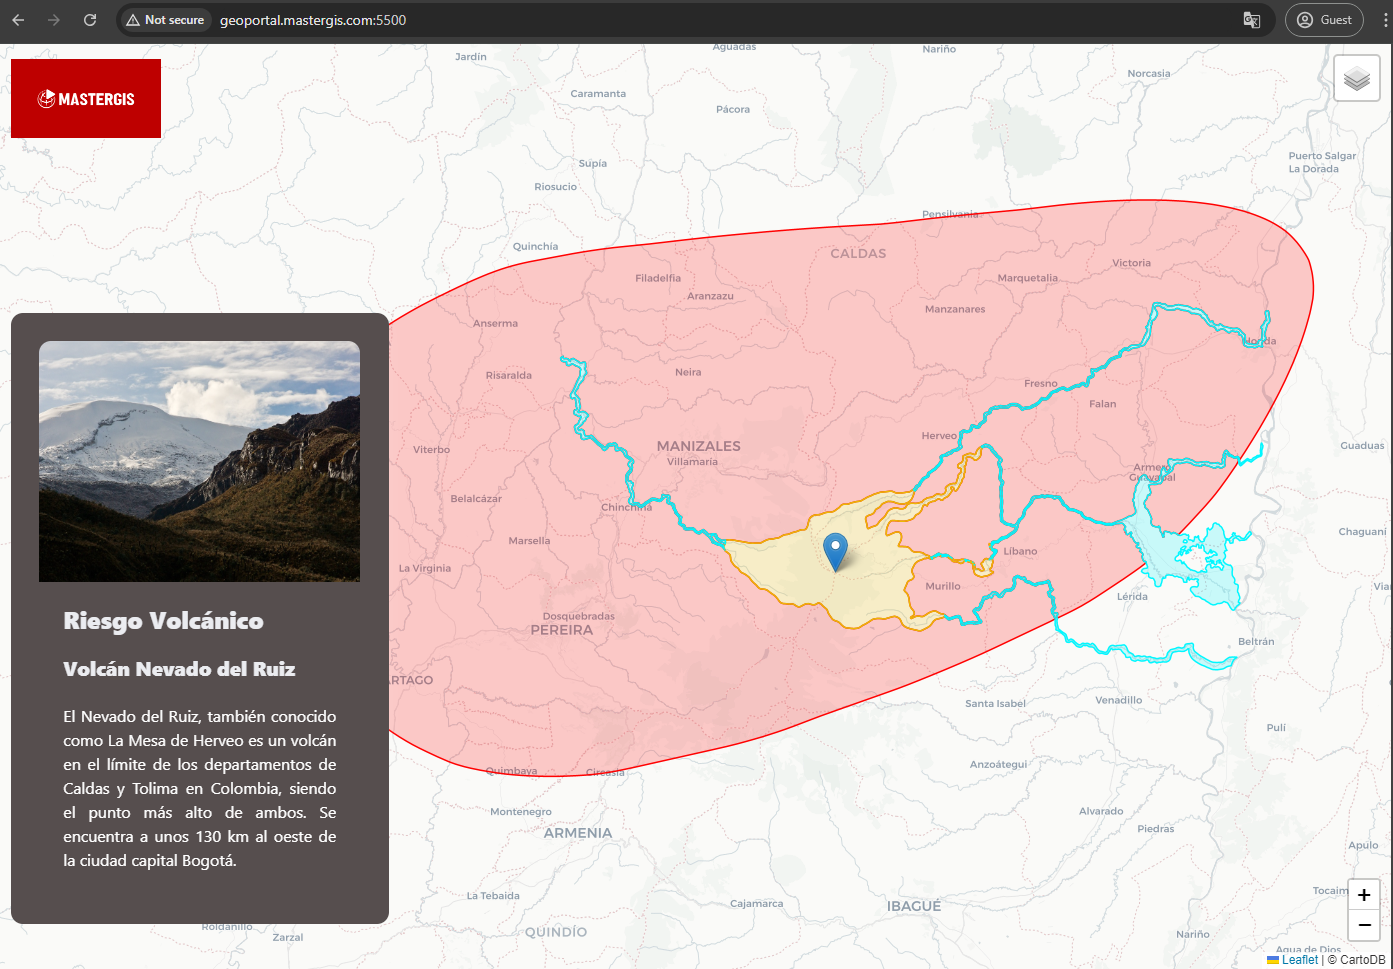 Not secure
geoportal.mastergis.com:5500
Guest
MASTERGIS
Jardín
Aguadas
Nariño
Norcasia
Caramanta
Pácora
Puerto Salgar
La Dorada
Supía
Riosucio
Pensilvania
Quinchía
CALDAS
Victoria
Filadelfia
Marquetalia
Aranzazu
Manzanares
Anserma
Honda
Neira
Risaralda
Fresno
Falan
Herveo
MANIZALES
Villamaría
Viterbo
Guaduas
Armero
Guayabal
Belalcázar
Chinchiná
Chaguaní
Marsella
Líbano
La Virginia
Murillo
Lérida
Dosquebradas
PEREIRA
Beltrán
RTAGO
Santa Isabel
Venadillo
Pulí
Anzoátegui
Quimbaya
Circasia
Montenegro
ARMENIA
Alvarado
Piedras
Apulo
La Tebaida
Cajamarca
IBAGUÉ
Tocaim
QUINDÍO
Roldanillo
Zarzal
Nariño
Agua de Dios
Riesgo Volcánico
Volcán Nevado del Ruiz
El Nevado del Ruiz, también conocido
como La Mesa de Herveo es un volcán
en el límite de los departamentos de
Caldas y Tolima en Colombia, siendo
el punto más alto de ambos. Se
encuentra a unos 130 km al oeste de
la ciudad capital Bogotá.
+
−
Leaflet | © CartoDB